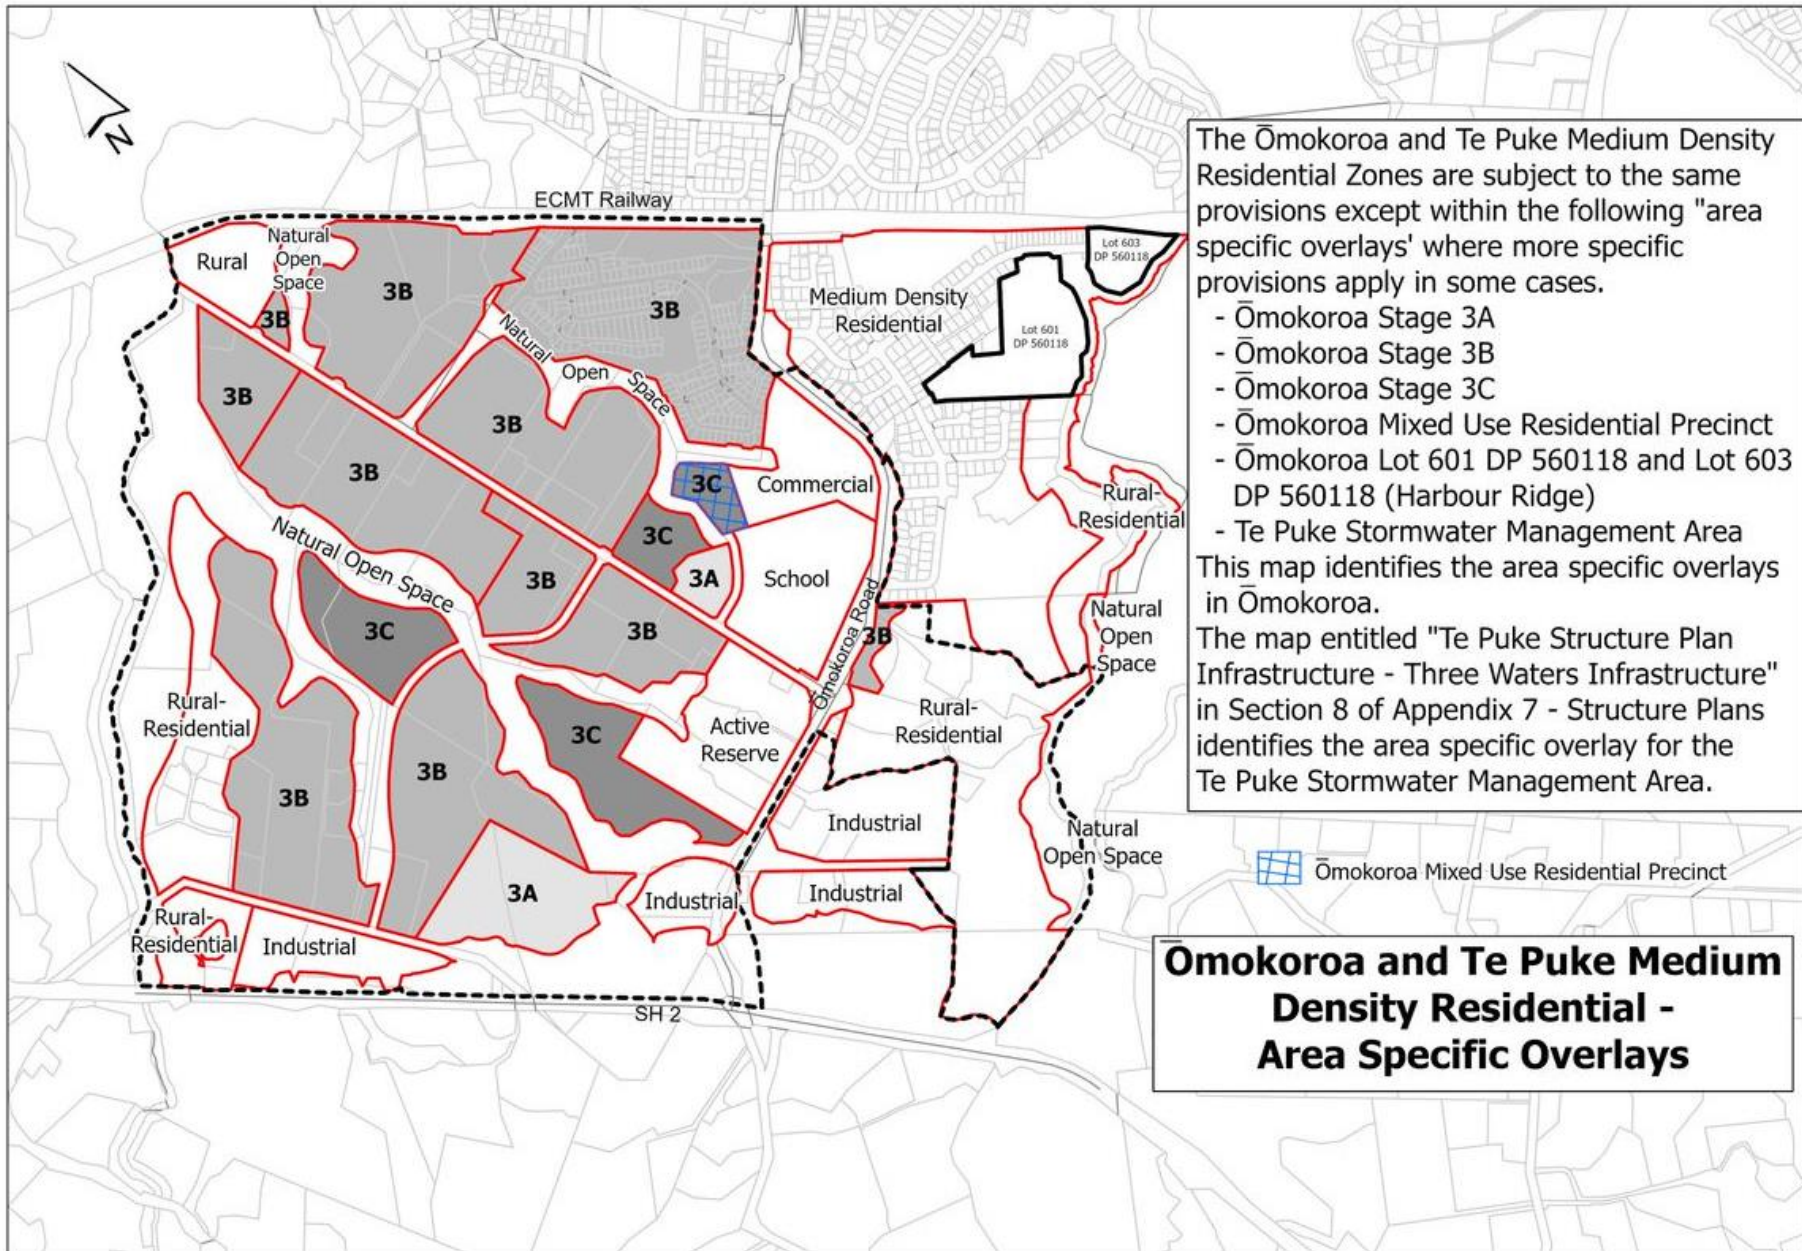 N
ECMT Railway
Rural
Natural
Open
Space
3B
3B
3B
3B
Natural
Open
Space
3B
3B
3C
Commercial
3C
3A
School
3B
3B
Natural Open Space
3C
Ōmokoroa Road
3B
Rural-
Residential
3B
3B
3C
Active
Reserve
Rural-
Residential
3A
Industrial
Industrial
Industrial
Rural-
Residential
Industrial
SH 2
Medium Density
Residential
Lot 601
DP 560118
Lot 603
DP 560118
Rural-
Residential
Natural
Open
Space
Natural
Open Space
The Ōmokoroa and Te Puke Medium Density
Residential Zones are subject to the same
provisions except within the following "area
specific overlays' where more specific
provisions apply in some cases.
- Ōmokoroa Stage 3A
- Ōmokoroa Stage 3B
- Ōmokoroa Stage 3C
- Ōmokoroa Mixed Use Residential Precinct
- Ōmokoroa Lot 601 DP 560118 and Lot 603
DP 560118 (Harbour Ridge)
- Te Puke Stormwater Management Area
This map identifies the area specific overlays
in Ōmokoroa.
The map entitled "Te Puke Structure Plan
Infrastructure - Three Waters Infrastructure"
in Section 8 of Appendix 7 - Structure Plans
identifies the area specific overlay for the
Te Puke Stormwater Management Area.
Ōmokoroa Mixed Use Residential Precinct
Ōmokoroa and Te Puke Medium
Density Residential -
Area Specific Overlays